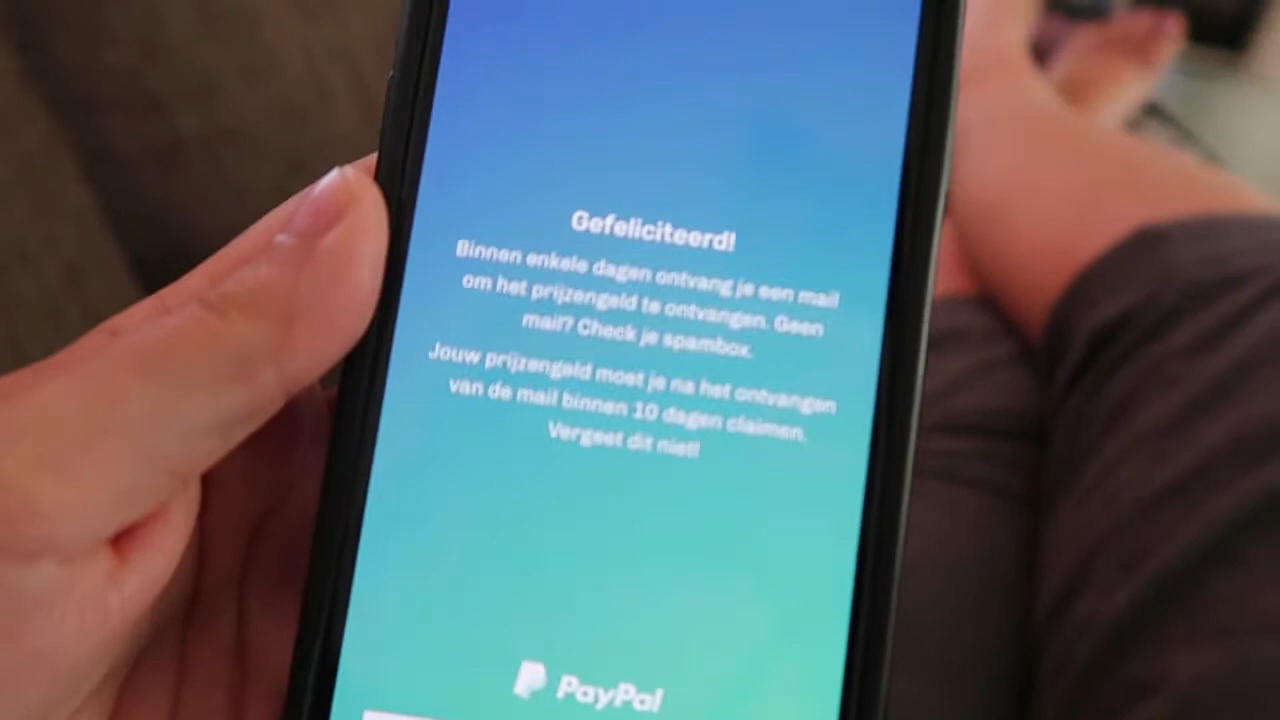 Gefeliciteerd!
Binnen enkele dagen ontvang je een mail
om het prijzengeld te ontvangen. Geen
mail? Check je spambox.
Jouw prijzengeld moet je na het ontvangen
van de mail binnen 10 dagen claimen.
Vergeet dit niet!
PayPal